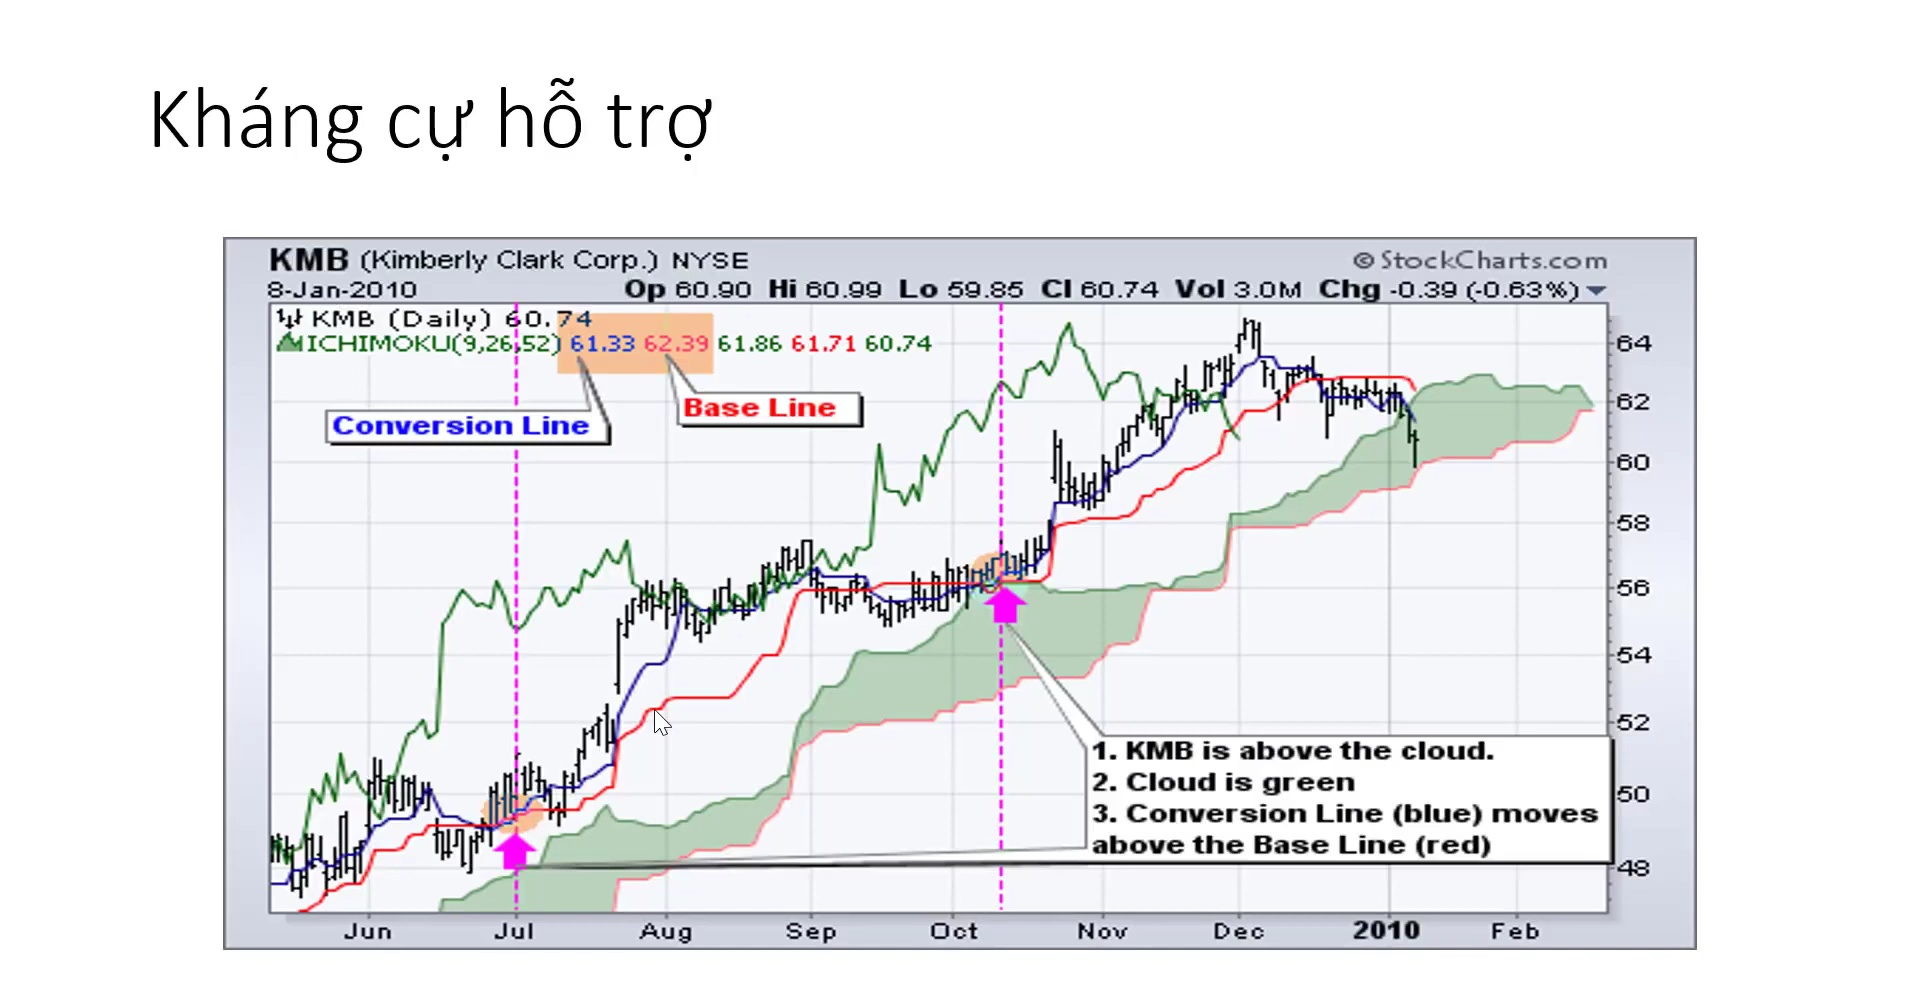 Kháng cự hỗ trợ
KMB (Kimberly Clark Corp.) NYSE
© StockCharts.com
8-Jan-2010
Op 60.90 Hi 60.99 Lo 59.85 Cl 60.74 Vol 3.0M Chg -0.39 (-0.63%)
KMB (Daily) 60.74
ICHIMOKU(9,26,52) 61.33 62.39 61.86 61.71 60.74
Base Line
Conversion Line
64
62
60
58
56
54
52
50
48
1. KMB is above the cloud.
2. Cloud is green
3. Conversion Line (blue) moves
above the Base Line (red)
Jun Jul Aug Sep Oct Nov Dec 2010 Feb